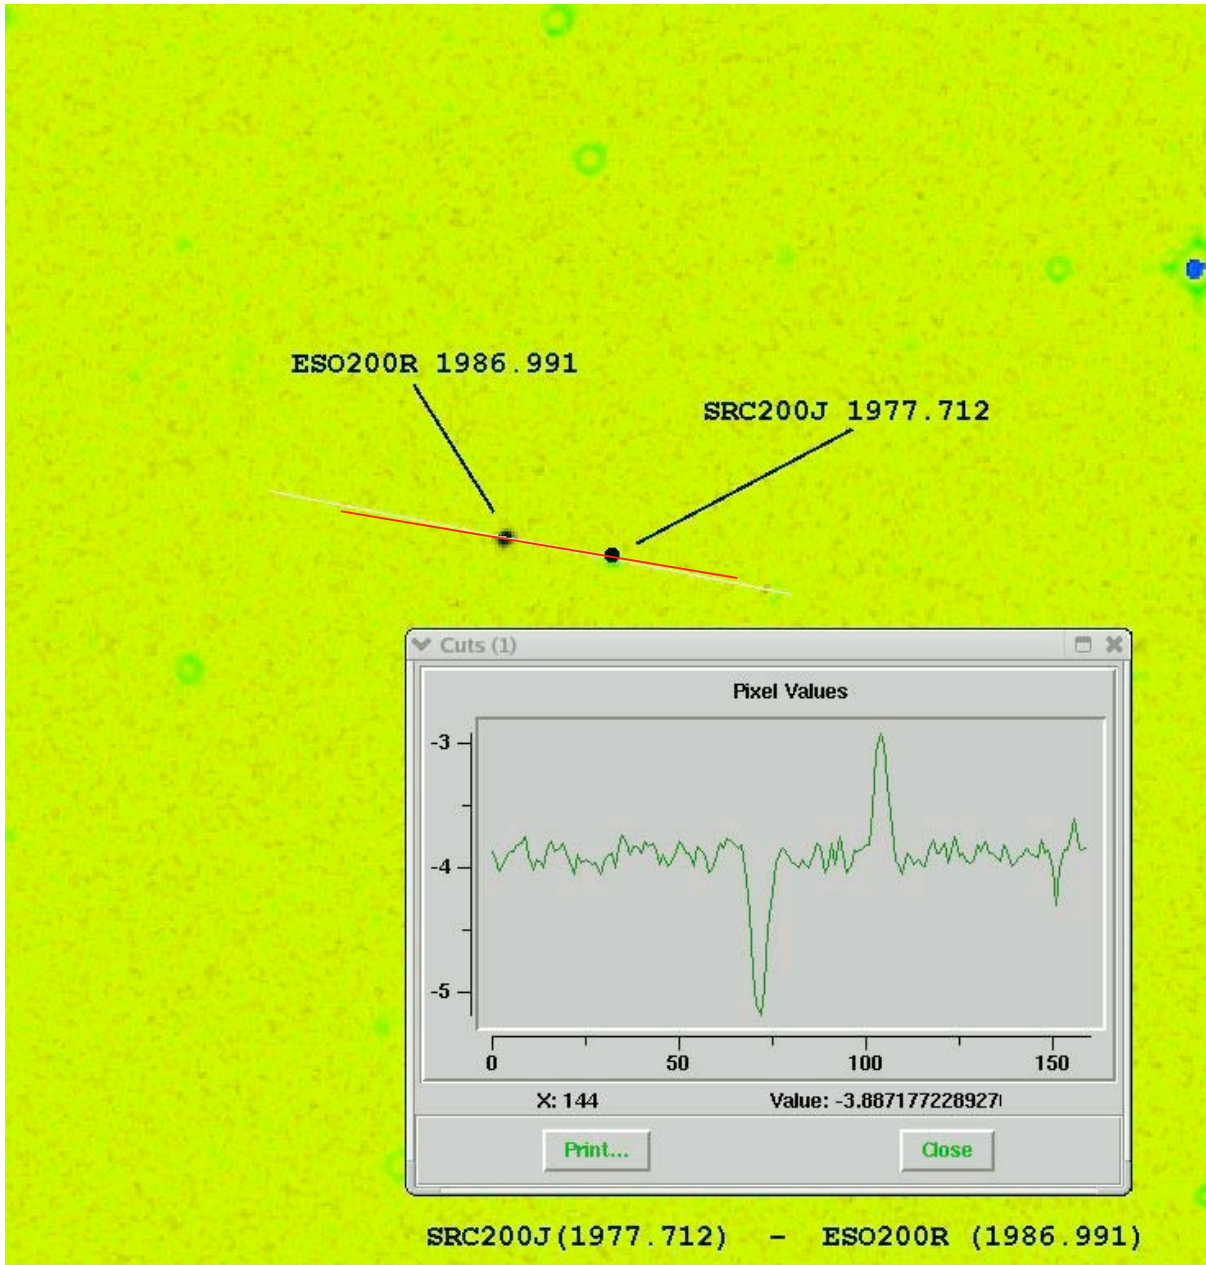 ESO200R 1986.991
SRC200J 1977.712
Cuts (1)
Pixel Values
-3
-4
-5
0 50 100 150
X: 144 Value: -3.887177228927
Print... Close
SRC200J(1977.712) - ESO200R (1986.991)